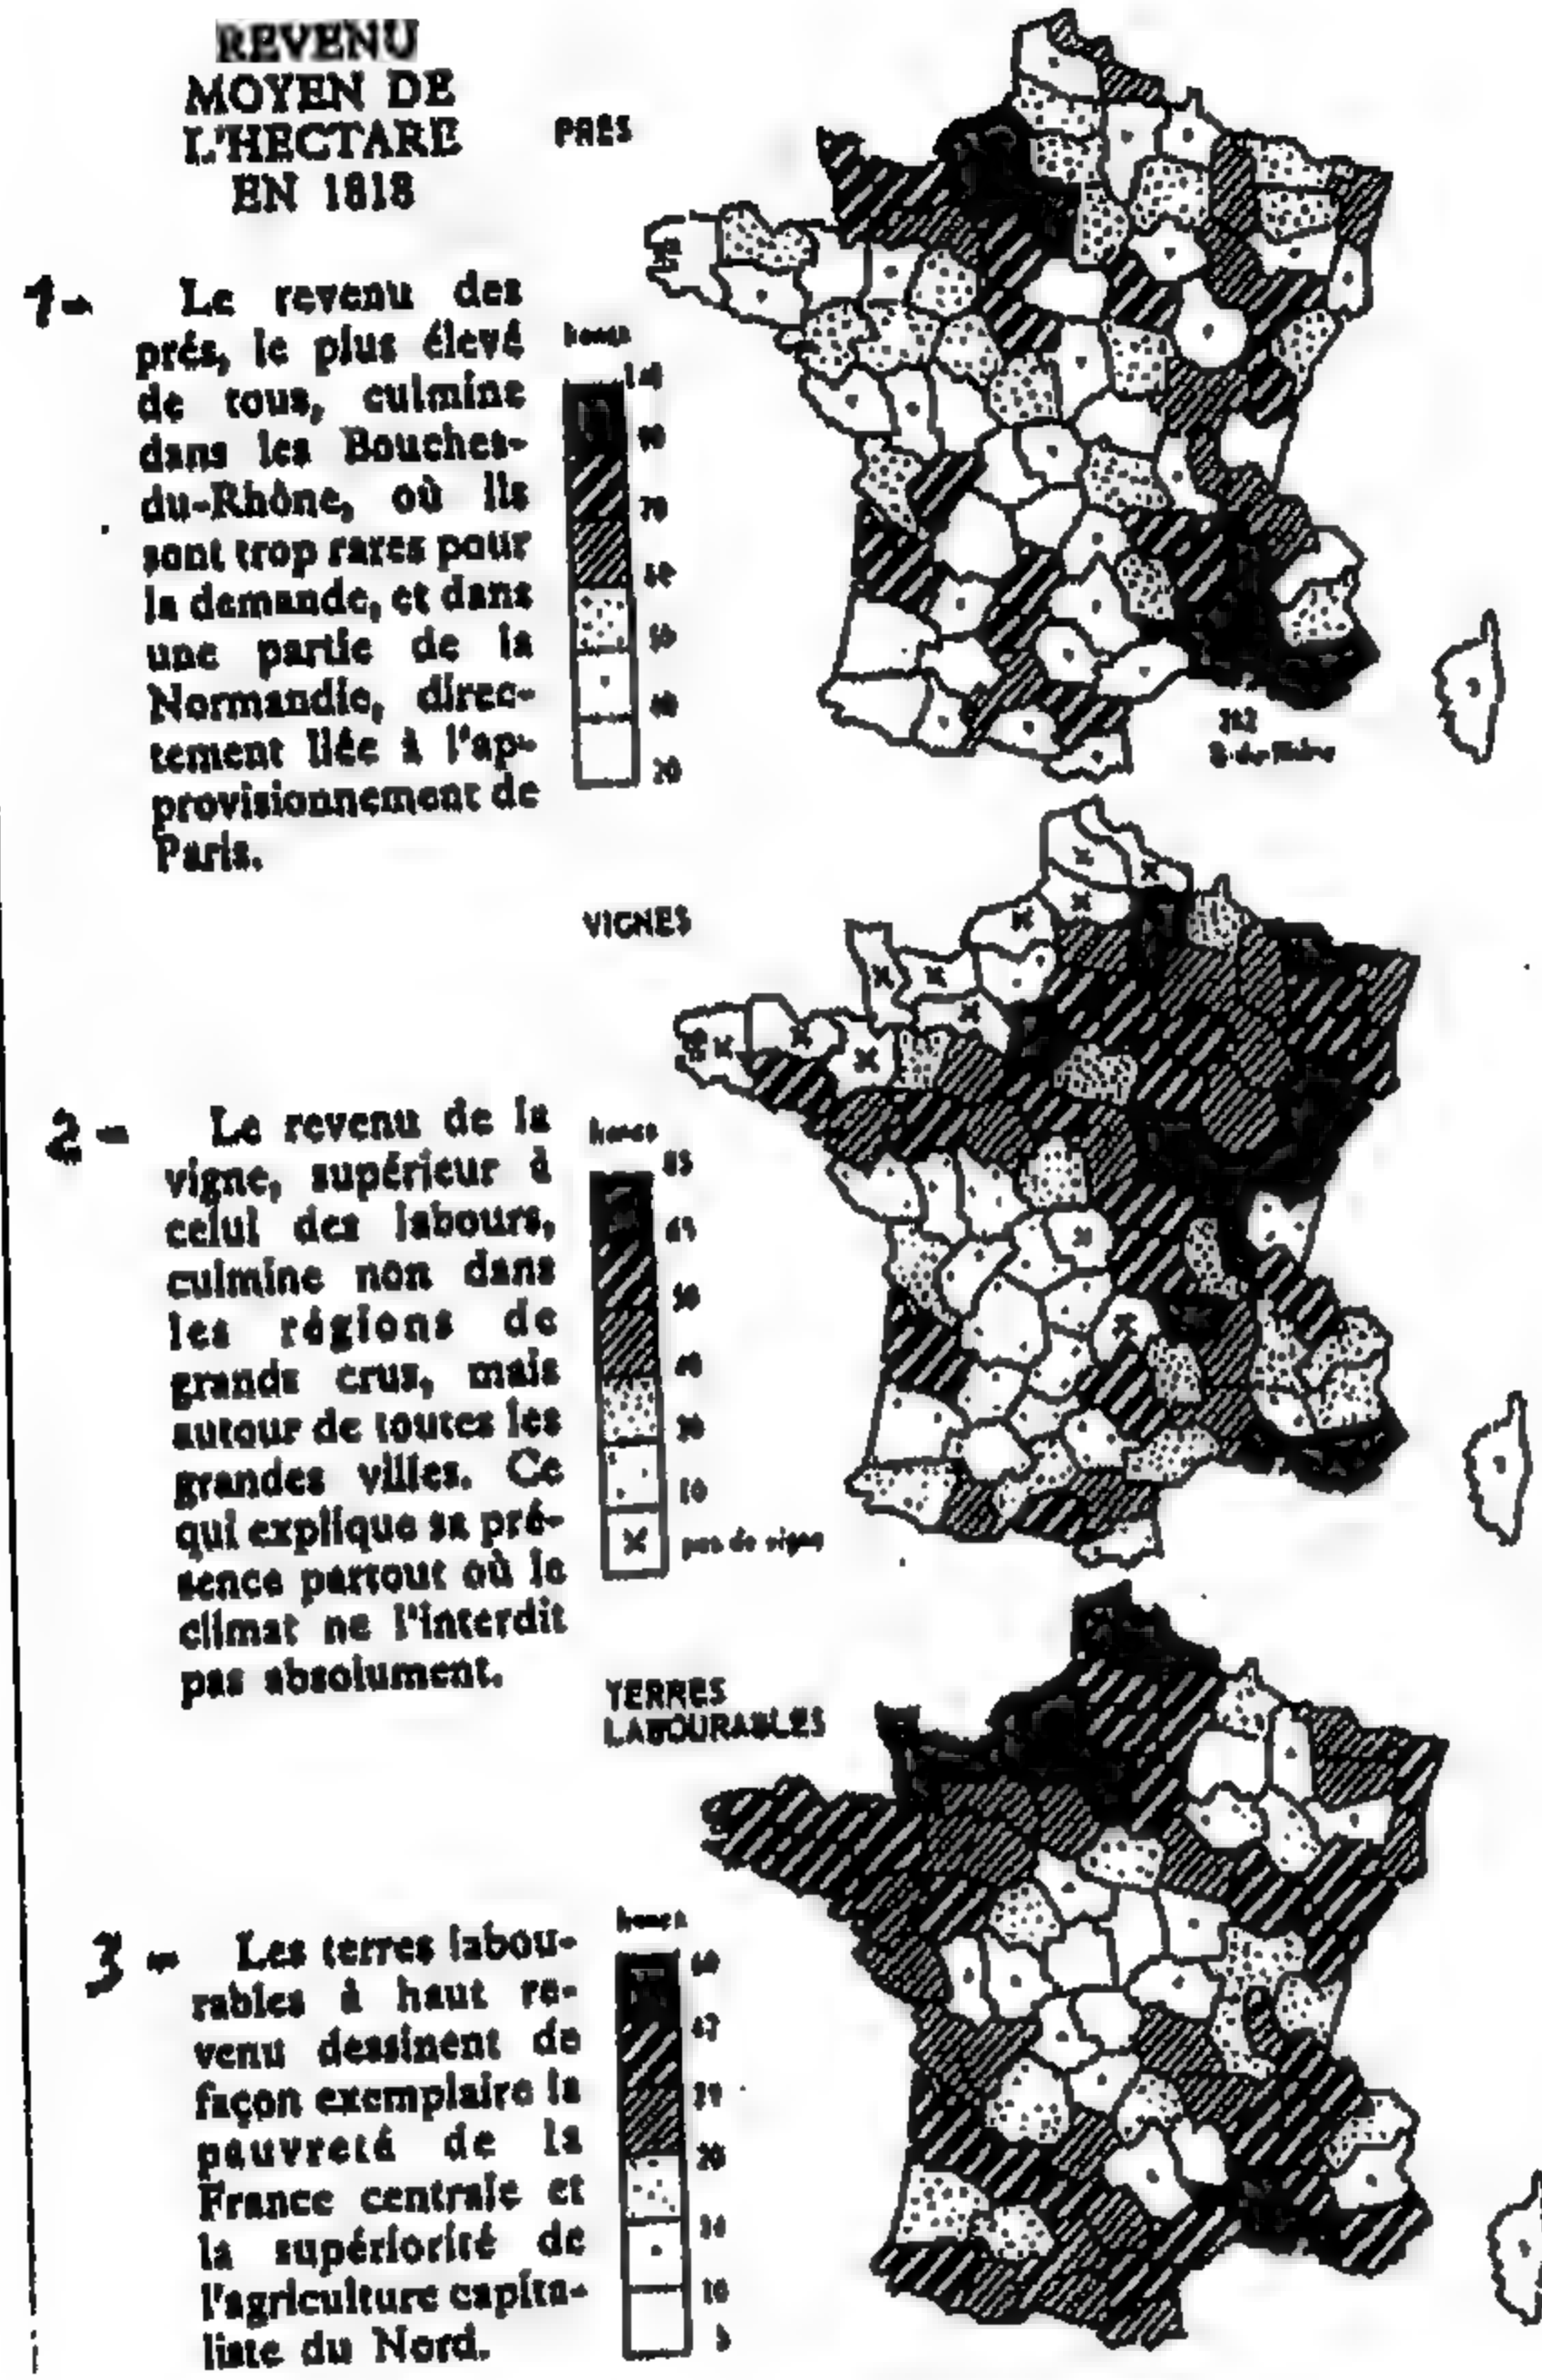 REVENU
MOYEN DE
L'HECTARE
EN 1818
1-
Le revenu des
prés, le plus élevé
de tous, culmine
dans les Bouches-
du-Rhône, où ils
sont trop rares pour
la demande, et dans
une partie de la
Normandie, direc-
tement liée à l'ap-
provisionnement de
Paris.
PRÉS
90
70
60
50
40
20
2-
Le revenu de la
vigne, supérieur à
celui des labours,
culmine non dans
les régions de
grands crus, mais
autour de toutes les
grandes villes. Ce
qui explique sa pré-
sence partout où le
climat ne l'interdit
pas absolument.
VIGNES
85
65
50
40
30
10
pas de vigne
3-
Les terres labou-
rables à haut re-
venu dessinent de
façon exemplaire la
pauvreté de la
France centrale et
la supériorité de
l'agriculture capita-
liste du Nord.
TERRES
LABOURABLES
60
20
10
5